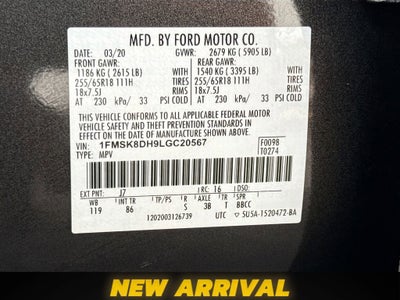 MFD. BY FORD MOTOR CO.
DATE: 03/20 GVWR: 2679 KG ( 5905 LB)
FRONT GAWR: REAR GAWR:
1186 KG ( 2615 LB) WITH 1540 KG ( 3395 LB) WITH
255/65R18 111H TIRES 255/65R18 111H TIRES
18x7.5J RIMS 18x7.5J RIMS
AT 230 kPa/ 33 PSI COLD AT 230 kPa/ 33 PSI COLD
THIS VEHICLE CONFORMS TO ALL APPLICABLE FEDERAL MOTOR
VEHICLE SAFETY AND THEFT PREVENTION STANDARDS IN
EFFECT ON THE DATE OF MANUFACTURE SHOWN ABOVE.
VIN: 1FMSK8DH9LGC20567 F0098
TYPE: MPV T0274
EXT PNT: J7 RC: 16 DSO:
WB INT TR TP/PS R AXLE TR SPR
119 86 S 3B T BBCC
1202003126739 UTC 5U5A-1520472-BA
NEW ARRIVAL